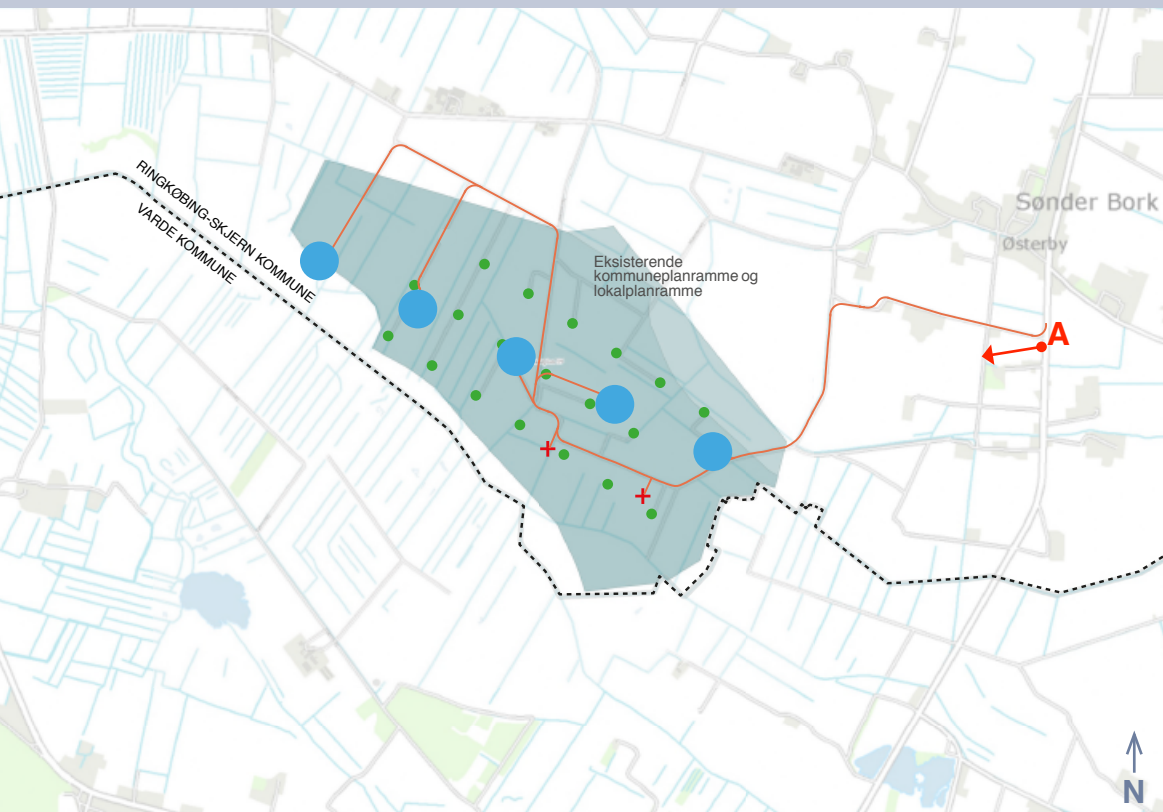 RINGKØBING-SKJERN KOMMUNE
VARDE KOMMUNE
Sønder Bork
Østerby
Eksisterende
kommuneplanramme og
lokalplanramme
A
N